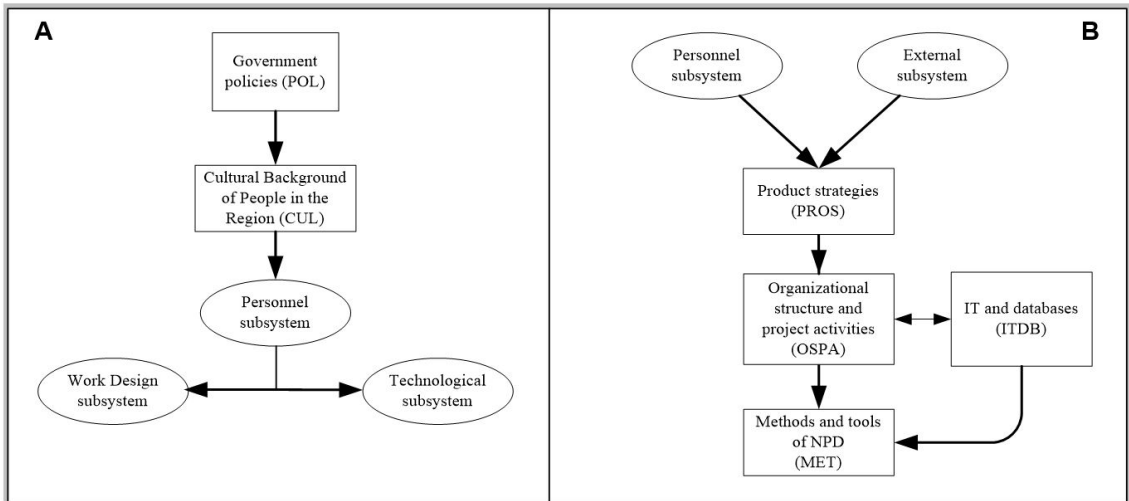 A
Government
policies (POL)
Cultural Background
of People in the
Region (CUL)
Personnel
subsystem
Work Design
subsystem
Technological
subsystem
B
Personnel
subsystem
External
subsystem
Product strategies
(PROS)
Organizational
structure and
project activities
(OSPA)
IT and databases
(ITDB)
Methods and tools
of NPD
(MET)